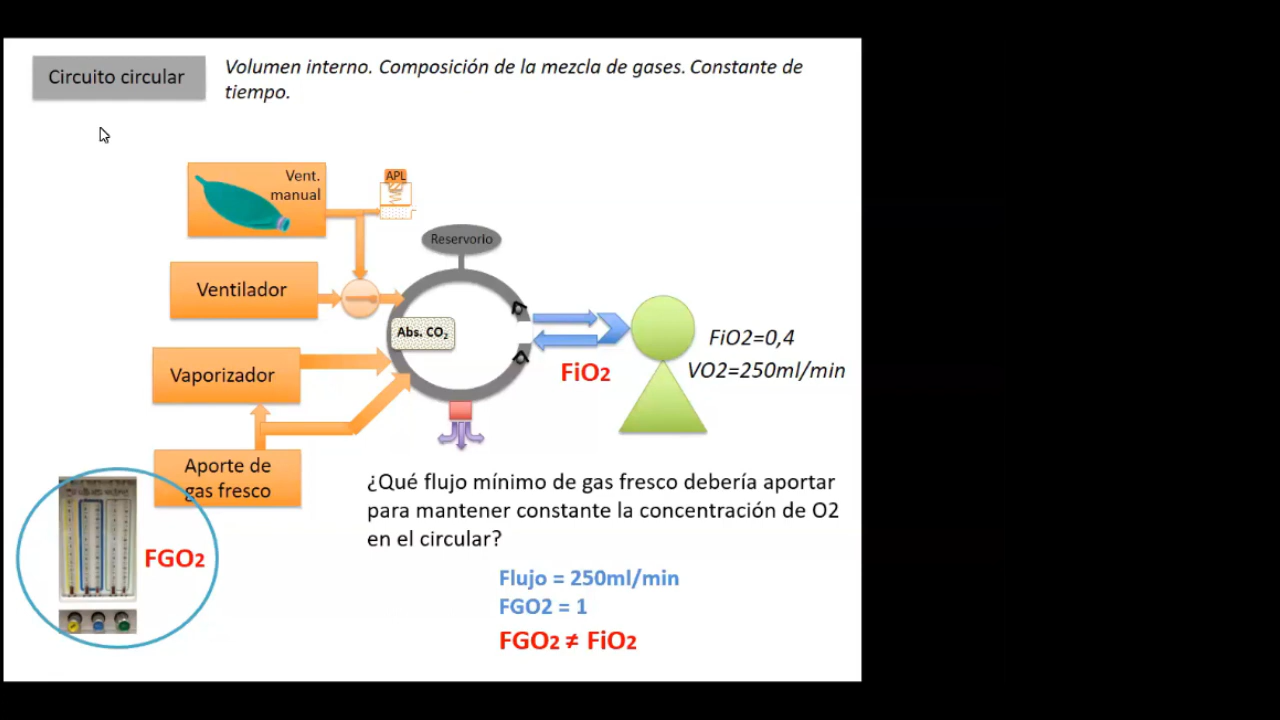 Circuito circular
Volumen interno. Composición de la mezcla de gases. Constante de
tiempo.
Vent.
manual
APL
Reservorio
Ventilador
Abs. CO₂
FiO2=0,4
VO2=250ml/min
FiO2
Vaporizador
Aporte de
gas fresco
¿Qué flujo mínimo de gas fresco debería aportar
para mantener constante la concentración de O2
en el circular?
FGO2
Flujo = 250ml/min
FGO2 = 1
FGO2 ≠ FiO2